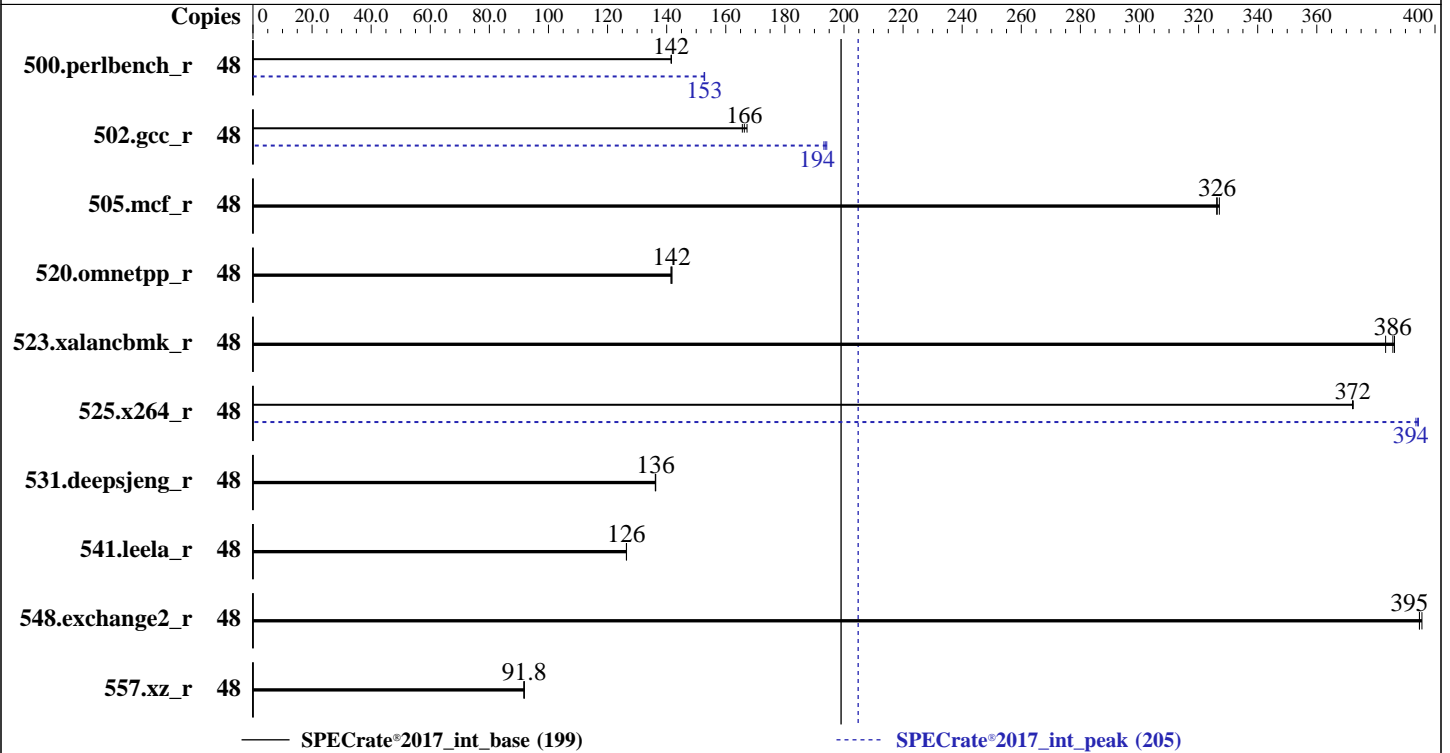 Copies 0 20.0 40.0 60.0 80.0 100 120 140 160 180 200 220 240 260 280 300 320 340 360 400
142
500.perlbench_r 48
153
166
502.gcc_r 48
194
326
505.mcf_r 48
142
520.omnetpp_r 48
386
523.xalancbmk_r 48
372
525.x264_r 48
394
136
531.deepsjeng_r 48
126
541.leela_r 48
395
548.exchange2_r 48
91.8
557.xz_r 48
SPECrate®2017_int_base (199) SPECrate®2017_int_peak (205)